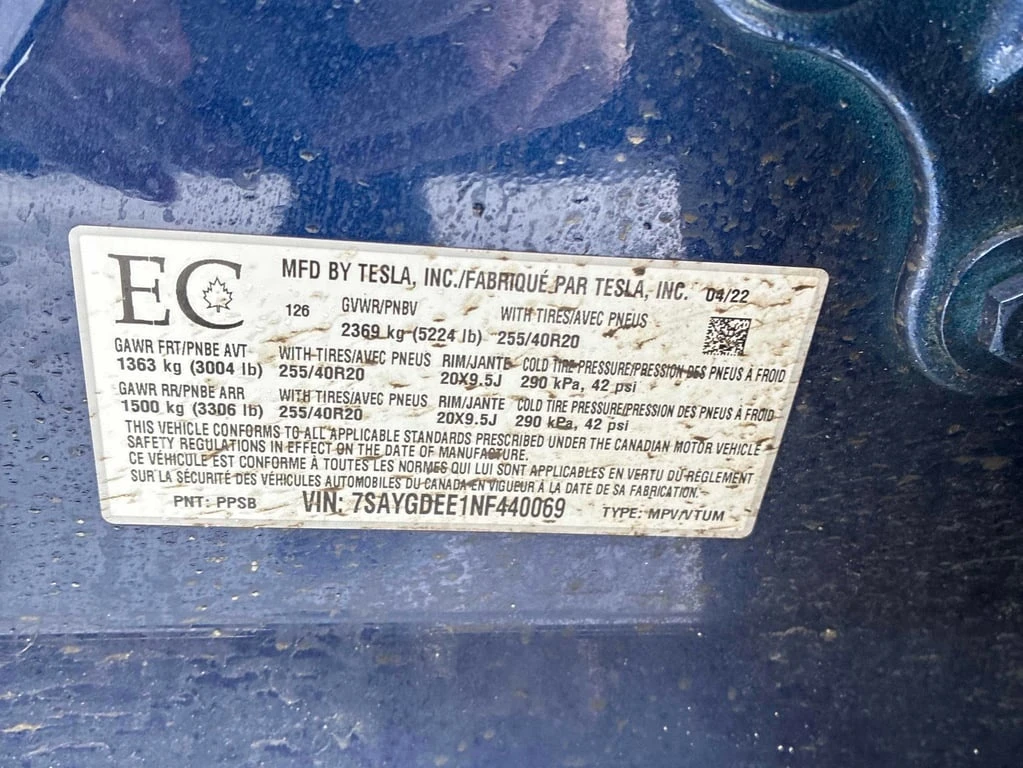 EC MFD BY TESLA, INC./FABRIQUÉ PAR TESLA, INC. 04/22
126 GVWR/PNBV WITH TIRES/AVEC PNEUS
2369 kg (5224 lb) 255/40R20
GAWR FRT/PNBE AVT WITH TIRES/AVEC PNEUS RIM/JANTE COLD TIRE PRESSURE/PRESSION DES PNEUS À FROID
1363 kg (3004 lb) 255/40R20 20X9.5J 290 kPa, 42 psi
GAWR RR/PNBE ARR WITH TIRES/AVEC PNEUS RIM/JANTE COLD TIRE PRESSURE/PRESSION DES PNEUS À FROID
1500 kg (3306 lb) 255/40R20 20X9.5J 290 kPa, 42 psi
THIS VEHICLE CONFORMS TO ALL APPLICABLE STANDARDS PRESCRIBED UNDER THE CANADIAN MOTOR VEHICLE
SAFETY REGULATIONS IN EFFECT ON THE DATE OF MANUFACTURE.
CE VÉHICULE EST CONFORME À TOUTES LES NORMES QUI LUI SONT APPLICABLES EN VERTU DU RÈGLEMENT
SUR LA SÉCURITÉ DES VÉHICULES AUTOMOBILES DU CANADA EN VIGUEUR À LA DATE DE SA FABRICATION.
PNT: PPSB VIN: 7SAYGDEE1NF440069 TYPE: MPV/VTUM